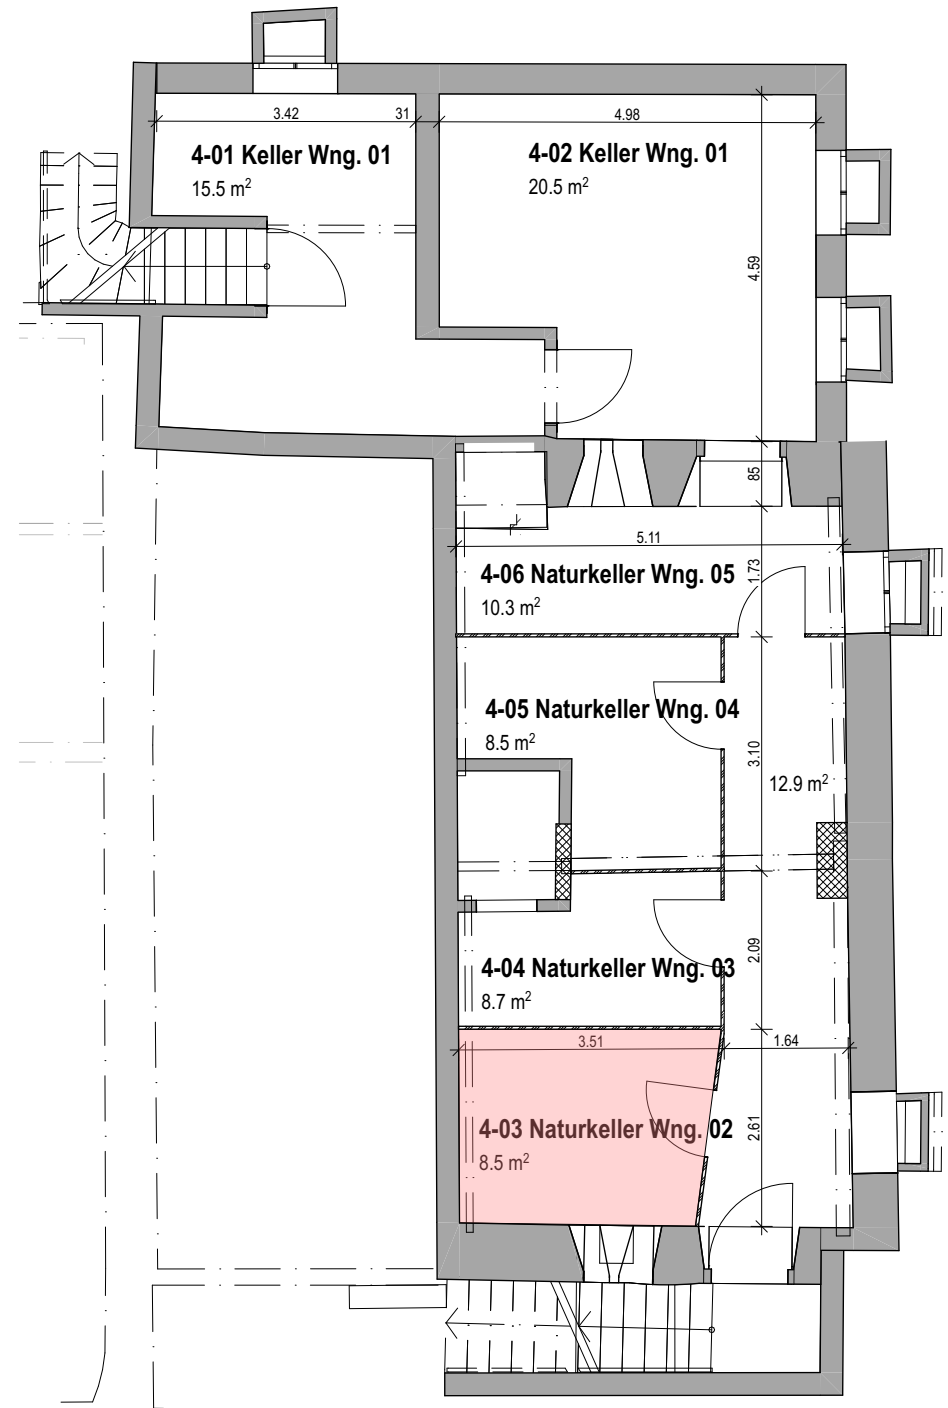 3.42
31
4.98
4-01 Keller Wng. 01
15.5 m²
4-02 Keller Wng. 01
20.5 m²
4.59
85
5.11
4-06 Naturkeller Wng. 05
10.3 m²
1.73
4-05 Naturkeller Wng. 04
8.5 m²
3.10
12.9 m²
4-04 Naturkeller Wng. 03
8.7 m²
2.09
3.51
1.64
4-03 Naturkeller Wng. 02
8.5 m²
2.61